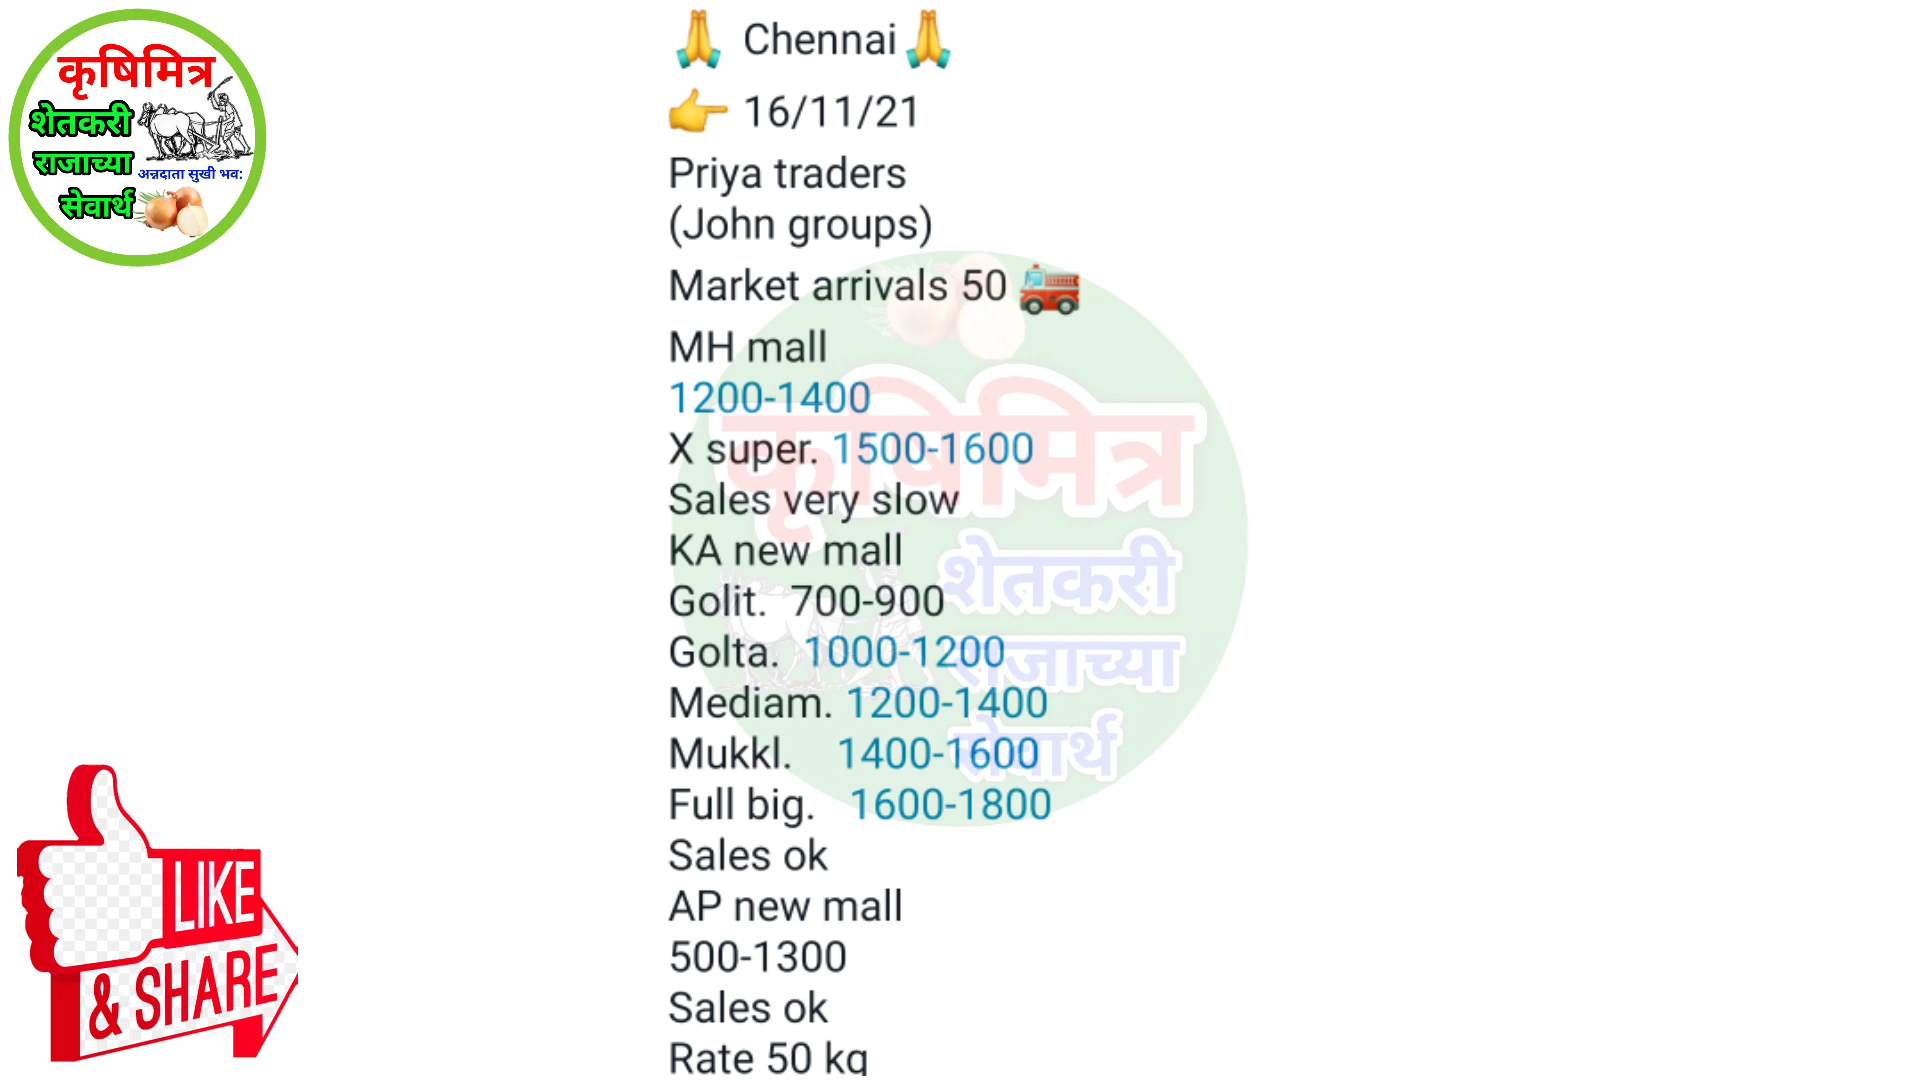 कृषिमित्र
शेतकरी
राजाच्या
अन्नदाता सुखी भव:
सेवार्थ
🙏 Chennai🙏
👉 16/11/21
Priya traders
(John groups)
Market arrivals 50 🚒
MH mall
1200-1400
X super. 1500-1600
Sales very slow
KA new mall
Golit. 700-900
Golta. 1000-1200
Mediam. 1200-1400
Mukkl. 1400-1600
Full big. 1600-1800
Sales ok
AP new mall
500-1300
Sales ok
Rate 50 kg
कृषिमित्र
शेतकरी
राजाच्या
सेवार्थ
LIKE
& SHARE